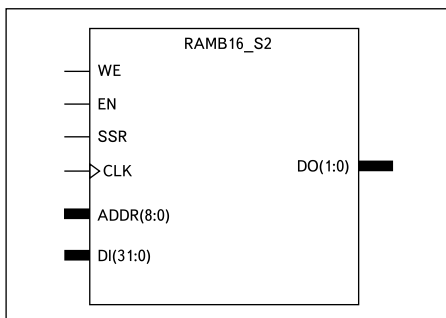 RAMB16_S2
WE
EN
SSR
CLK
DO(1:0)
ADDR(8:0)
DI(31:0)